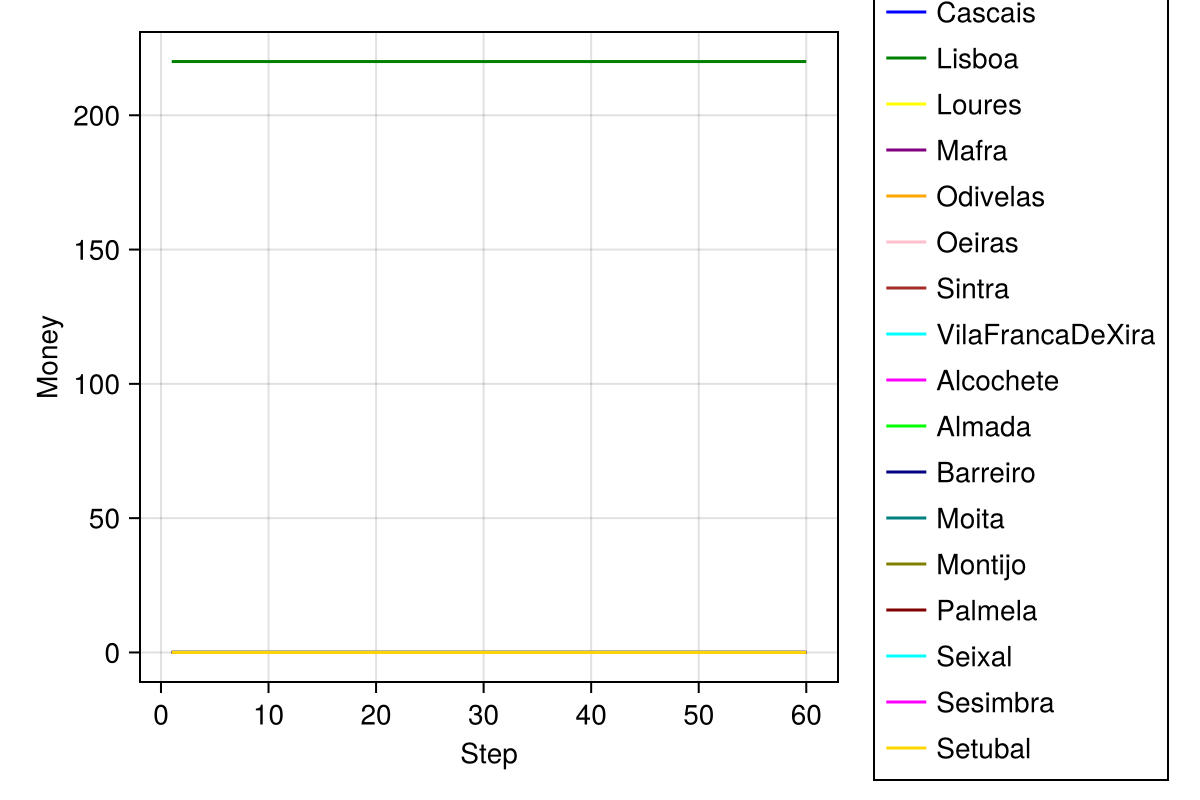 200
150
100
50
0
Money
0 10 20 30 40 50 60
Step
Cascais
Lisboa
Loures
Mafra
Odivelas
Oeiras
Sintra
VilaFrancaDeXira
Alcochete
Almada
Barreiro
Moita
Montijo
Palmela
Seixal
Sesimbra
Setubal